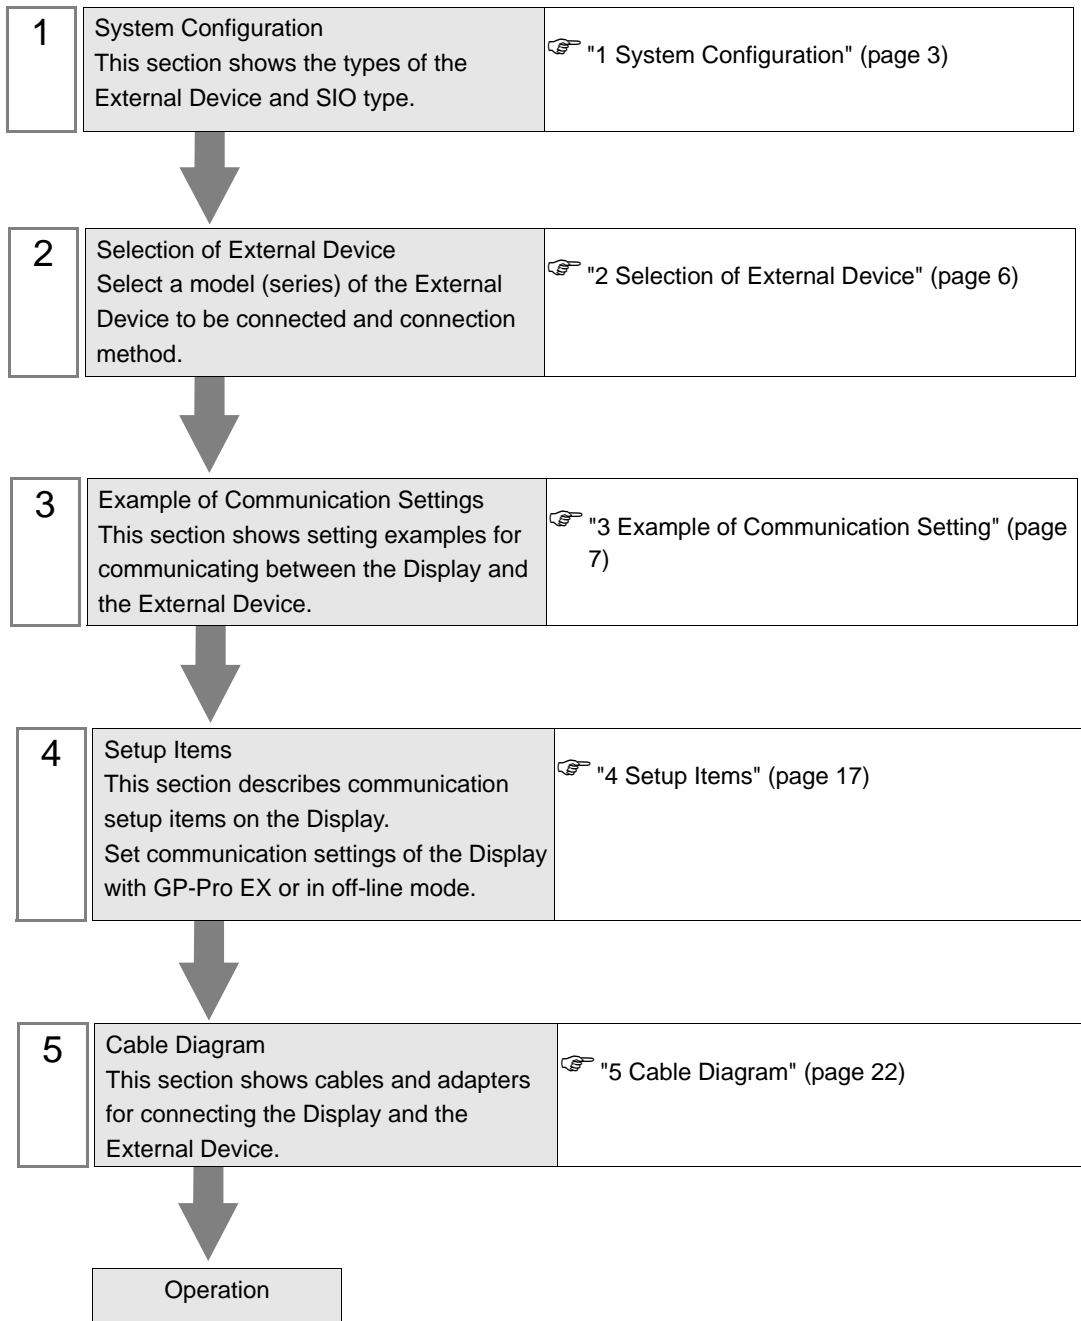 1
System Configuration
This section shows the types of the
External Device and SIO type.
"1 System Configuration" (page 3)
2
Selection of External Device
Select a model (series) of the External
Device to be connected and connection
method.
"2 Selection of External Device" (page 6)
3
Example of Communication Settings
This section shows setting examples for
communicating between the Display and
the External Device.
"3 Example of Communication Setting" (page
7)
4
Setup Items
This section describes communication
setup items on the Display.
Set communication settings of the Display
with GP-Pro EX or in off-line mode.
"4 Setup Items" (page 17)
5
Cable Diagram
This section shows cables and adapters
for connecting the Display and the
External Device.
"5 Cable Diagram" (page 22)
Operation